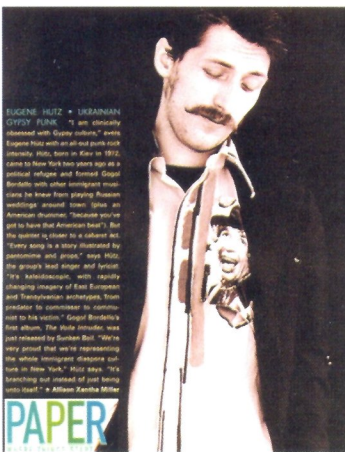 EUGENE HUTZ • UKRAINIAN
GYPSY PUNK "I am clinically
obsessed with Gypsy culture," avers
Eugene Hütz with an all-out punk rock
intensity. Hütz, born in Kiev in 1972,
came to New York two years ago as a
political refugee and formed Gogol
Bordello with other immigrant musi-
cians he knew from playing Russian
weddings around town (plus an
American drummer, "because you've
got to have that American beat"). But
the quintet is closer to a cabaret act.
"Every song is a story illustrated by
pantomime and props," says Hütz,
the group's lead singer and lyricist.
"It's kaleidoscopic, with rapidly
changing imagery of East European
and Transylvanian archetypes, from
predator to commissar to commu-
nist to his victim." Gogol Bordello's
first album, The Voila Intruder, was
just released by Sunken Bell. "We're
very proud that we're representing
the whole immigrant diaspora cul-
ture in New York," Hütz says. "It's
branching out instead of just being
unto itself." Allison Xantha Miller
PAPER